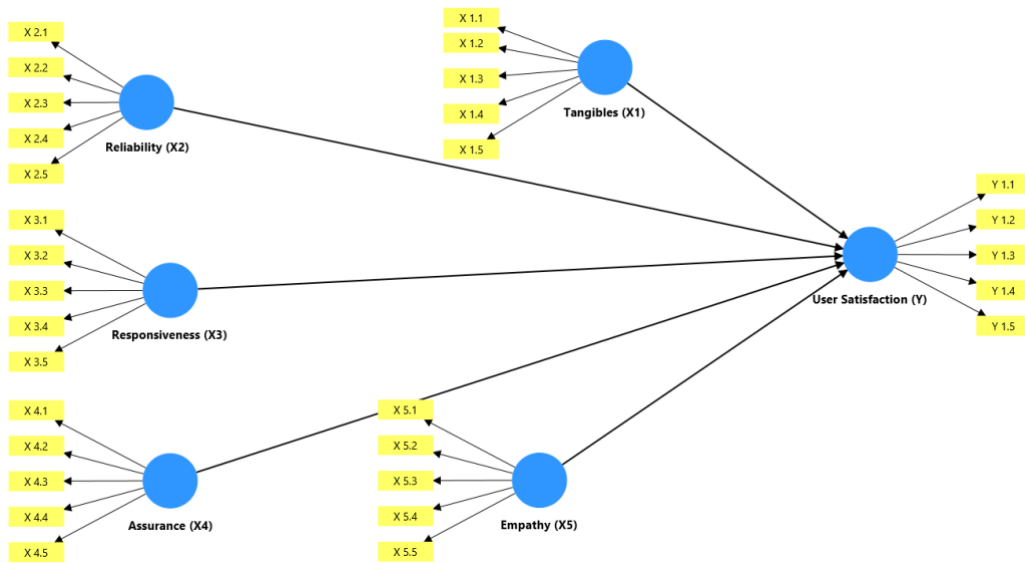 X 2.1
X 2.2
X 2.3
X 2.4
X 2.5
Reliability (X2)
X 1.1
X 1.2
X 1.3
X 1.4
X 1.5
Tangibles (X1)
X 3.1
X 3.2
X 3.3
X 3.4
X 3.5
Responsiveness (X3)
Y 1.1
Y 1.2
Y 1.3
Y 1.4
Y 1.5
User Satisfaction (Y)
X 4.1
X 4.2
X 4.3
X 4.4
X 4.5
Assurance (X4)
X 5.1
X 5.2
X 5.3
X 5.4
X 5.5
Empathy (X5)